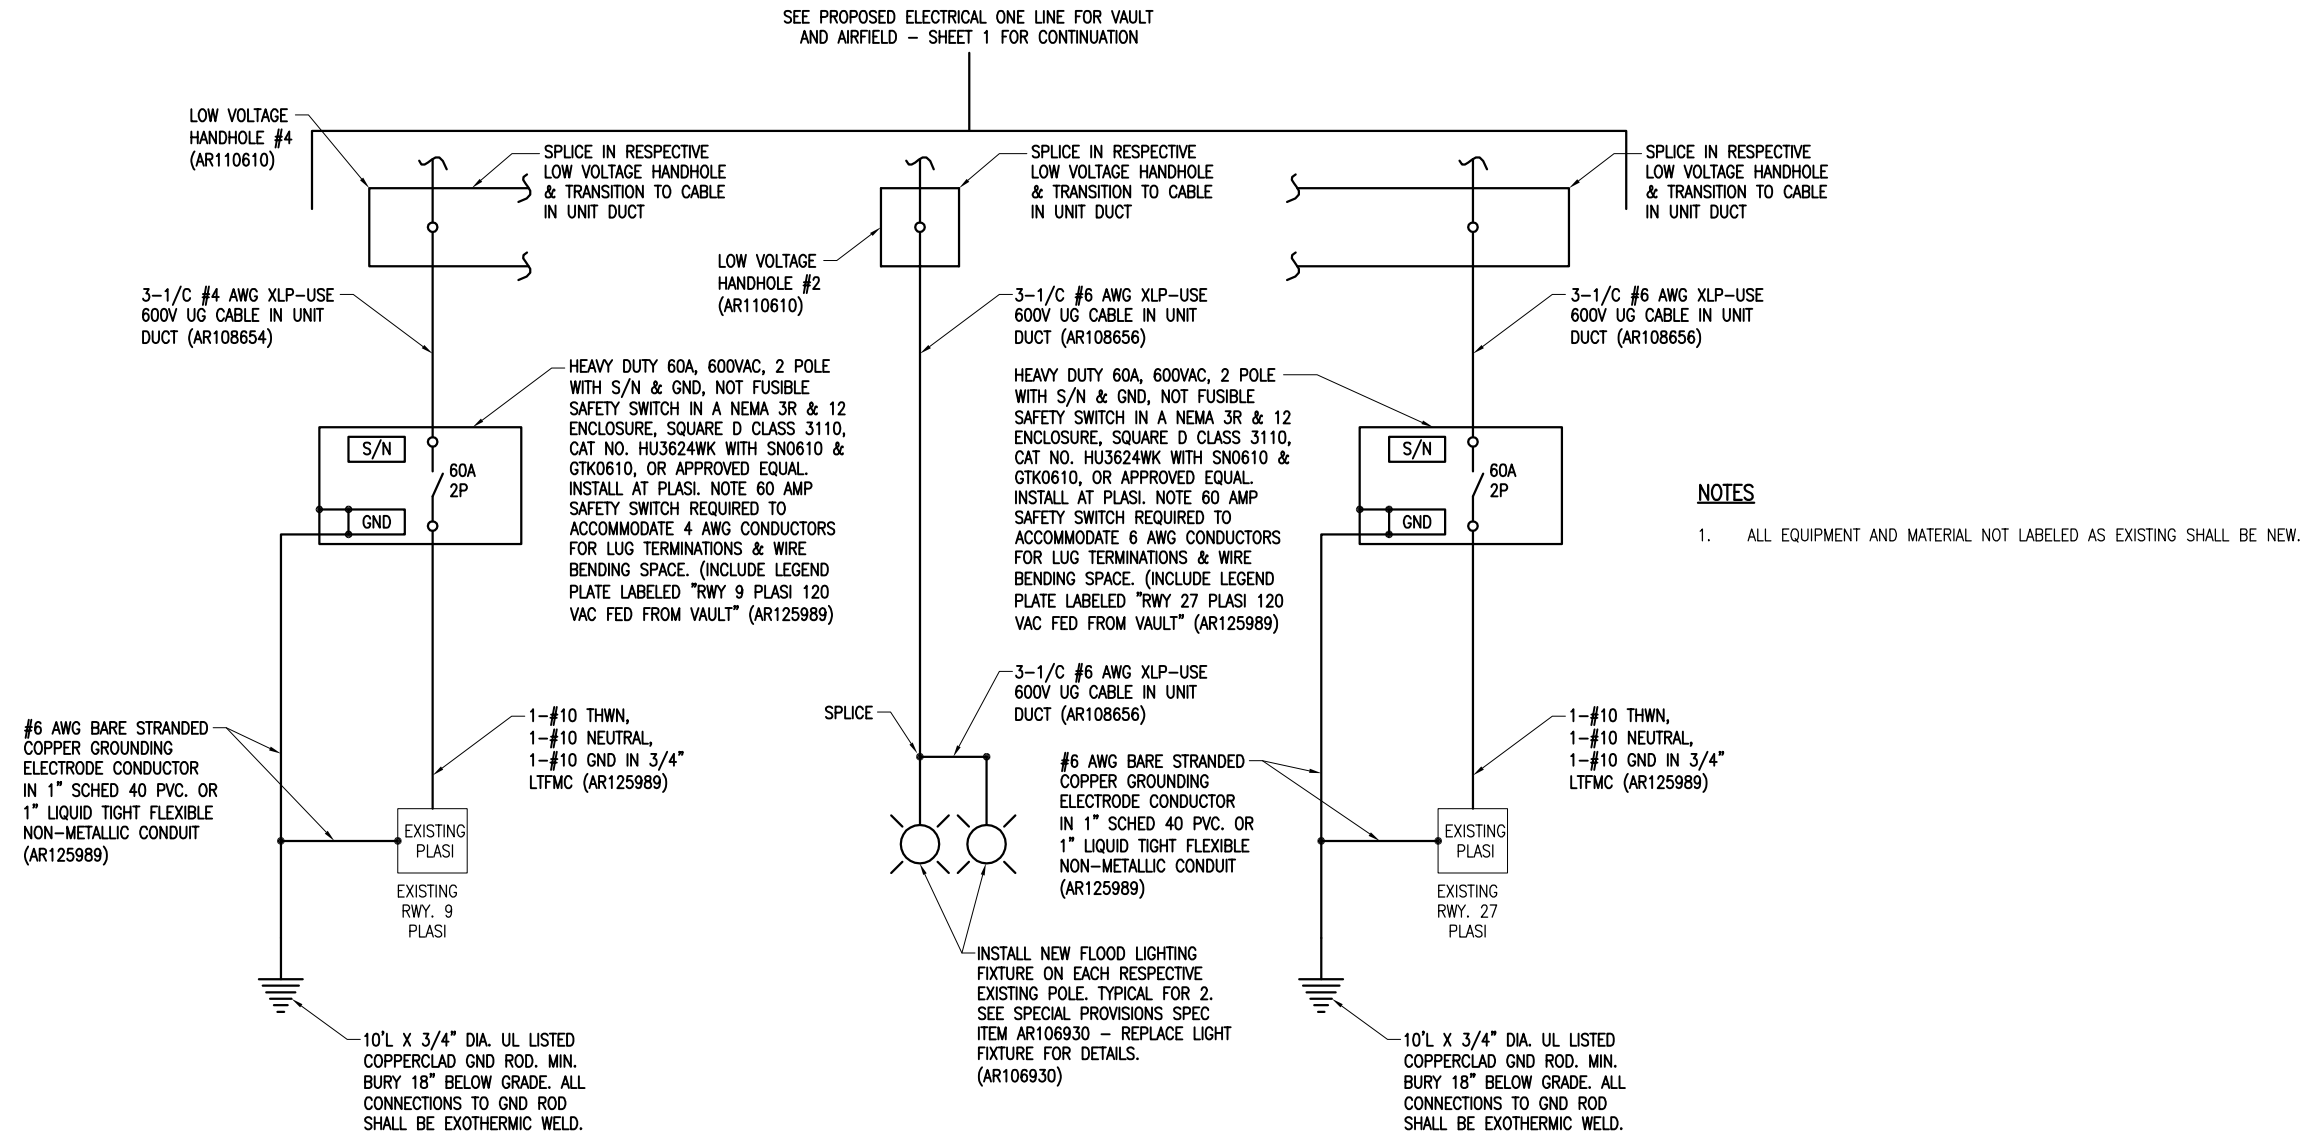 SEE PROPOSED ELECTRICAL ONE LINE FOR VAULT
AND AIRFIELD – SHEET 1 FOR CONTINUATION
LOW VOLTAGE
HANDHOLE #4
(AR110610)
SPLICE IN RESPECTIVE
LOW VOLTAGE HANDHOLE
& TRANSITION TO CABLE
IN UNIT DUCT
SPLICE IN RESPECTIVE
LOW VOLTAGE HANDHOLE
& TRANSITION TO CABLE
IN UNIT DUCT
SPLICE IN RESPECTIVE
LOW VOLTAGE HANDHOLE
& TRANSITION TO CABLE
IN UNIT DUCT
LOW VOLTAGE
HANDHOLE #2
(AR110610)
3–1/C #4 AWG XLP–USE
600V UG CABLE IN UNIT
DUCT (AR108654)
3–1/C #6 AWG XLP–USE
600V UG CABLE IN UNIT
DUCT (AR108656)
3–1/C #6 AWG XLP–USE
600V UG CABLE IN UNIT
DUCT (AR108656)
HEAVY DUTY 60A, 600VAC, 2 POLE
WITH S/N & GND, NOT FUSIBLE
SAFETY SWITCH IN A NEMA 3R & 12
ENCLOSURE, SQUARE D CLASS 3110,
CAT NO. HU3624WK WITH SN0610 &
GTK0610, OR APPROVED EQUAL.
INSTALL AT PLASI. NOTE 60 AMP
SAFETY SWITCH REQUIRED TO
ACCOMMODATE 4 AWG CONDUCTORS
FOR LUG TERMINATIONS & WIRE
BENDING SPACE. (INCLUDE LEGEND
PLATE LABELED "RWY 9 PLASI 120
VAC FED FROM VAULT" (AR125989)
HEAVY DUTY 60A, 600VAC, 2 POLE
WITH S/N & GND, NOT FUSIBLE
SAFETY SWITCH IN A NEMA 3R & 12
ENCLOSURE, SQUARE D CLASS 3110,
CAT NO. HU3624WK WITH SN0610 &
GTK0610, OR APPROVED EQUAL.
INSTALL AT PLASI. NOTE 60 AMP
SAFETY SWITCH REQUIRED TO
ACCOMMODATE 6 AWG CONDUCTORS
FOR LUG TERMINATIONS & WIRE
BENDING SPACE. (INCLUDE LEGEND
PLATE LABELED "RWY 27 PLASI 120
VAC FED FROM VAULT" (AR125989)
S/N
60A
2P
GND
S/N
60A
2P
GND
NOTES
1. ALL EQUIPMENT AND MATERIAL NOT LABELED AS EXISTING SHALL BE NEW.
3–1/C #6 AWG XLP–USE
600V UG CABLE IN UNIT
DUCT (AR108656)
SPLICE
#6 AWG BARE STRANDED
COPPER GROUNDING
ELECTRODE CONDUCTOR
IN 1" SCHED 40 PVC. OR
1" LIQUID TIGHT FLEXIBLE
NON–METALLIC CONDUIT
(AR125989)
1–#10 THWN,
1–#10 NEUTRAL,
1–#10 GND IN 3/4"
LTFMC (AR125989)
#6 AWG BARE STRANDED
COPPER GROUNDING
ELECTRODE CONDUCTOR
IN 1" SCHED 40 PVC. OR
1" LIQUID TIGHT FLEXIBLE
NON–METALLIC CONDUIT
(AR125989)
1–#10 THWN,
1–#10 NEUTRAL,
1–#10 GND IN 3/4"
LTFMC (AR125989)
EXISTING
PLASI
EXISTING
RWY. 9
PLASI
EXISTING
PLASI
EXISTING
RWY. 27
PLASI
INSTALL NEW FLOOD LIGHTING
FIXTURE ON EACH RESPECTIVE
EXISTING POLE. TYPICAL FOR 2.
SEE SPECIAL PROVISIONS SPEC
ITEM AR106930 – REPLACE LIGHT
FIXTURE FOR DETAILS.
(AR106930)
10'L X 3/4" DIA. UL LISTED
COPPERCLAD GND ROD. MIN.
BURY 18" BELOW GRADE. ALL
CONNECTIONS TO GND ROD
SHALL BE EXOTHERMIC WELD.
10'L X 3/4" DIA. UL LISTED
COPPERCLAD GND ROD. MIN.
BURY 18" BELOW GRADE. ALL
CONNECTIONS TO GND ROD
SHALL BE EXOTHERMIC WELD.